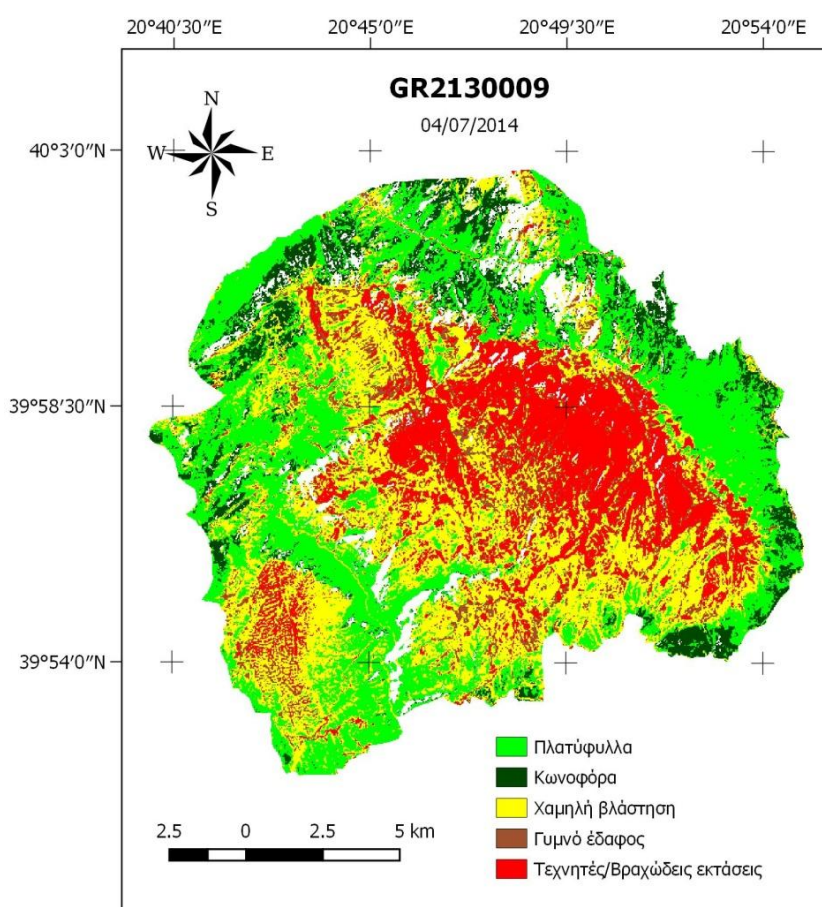 20°40′30″E 20°45′0″E 20°49′30″E 20°54′0″E
GR2130009
04/07/2014
N
W E
S
40°3′0″N
39°58′30″N
39°54′0″N
Πλατύφυλλα
Κωνοφόρα
Χαμηλή βλάστηση
Γυμνό έδαφος
Τεχνητές/Βραχώδεις εκτάσεις
2.5 0 2.5 5 km